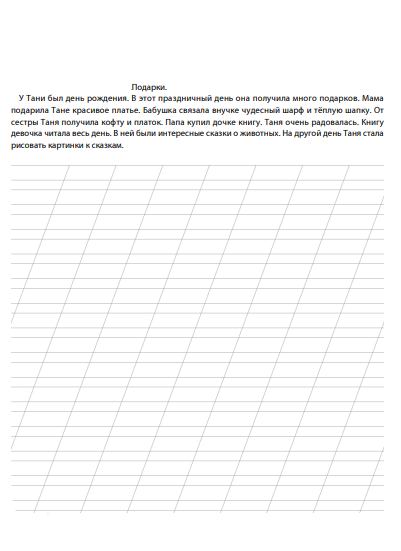 Подарки.
У Тани был день рождения. В этот праздничный день она получила много подарков. Мама
подарила Тане красивое платье. Бабушка связала внучке чудесный шарф и тёплую шапку. От
сестры Таня получила кофту и платок. Папа купил дочке книгу. Таня очень радовалась. Книгу
девочка читала весь день. В ней были интересные сказки о животных. На другой день Таня стала
рисовать картинки к сказкам.